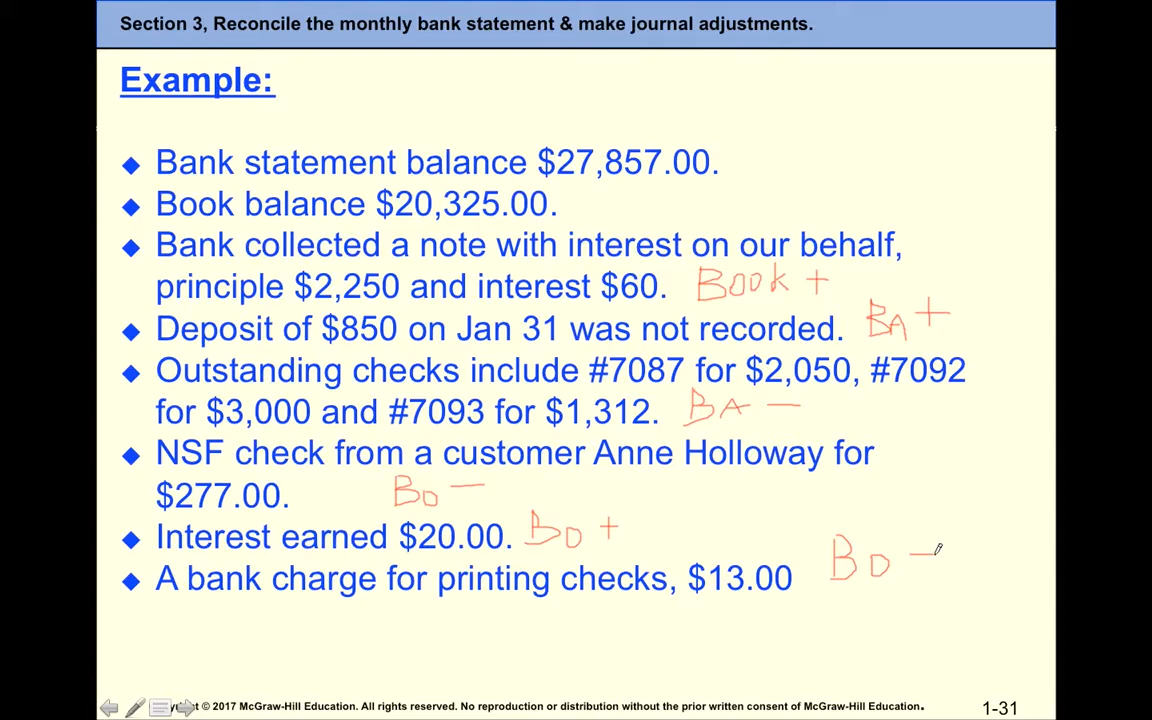 Section 3, Reconcile the monthly bank statement & make journal adjustments.
Example:
◆ Bank statement balance $27,857.00.
◆ Book balance $20,325.00.
◆ Bank collected a note with interest on our behalf,
principle $2,250 and interest $60. Book +
◆ Deposit of $850 on Jan 31 was not recorded. BA +
◆ Outstanding checks include #7087 for $2,050, #7092
for $3,000 and #7093 for $1,312. BA −
◆ NSF check from a customer Anne Holloway for
$277.00. Bo −
◆ Interest earned $20.00. Bo +
◆ A bank charge for printing checks, $13.00 Bo −
© 2017 McGraw-Hill Education. All rights reserved. No reproduction or distribution without the prior written consent of McGraw-Hill Education.
1-31